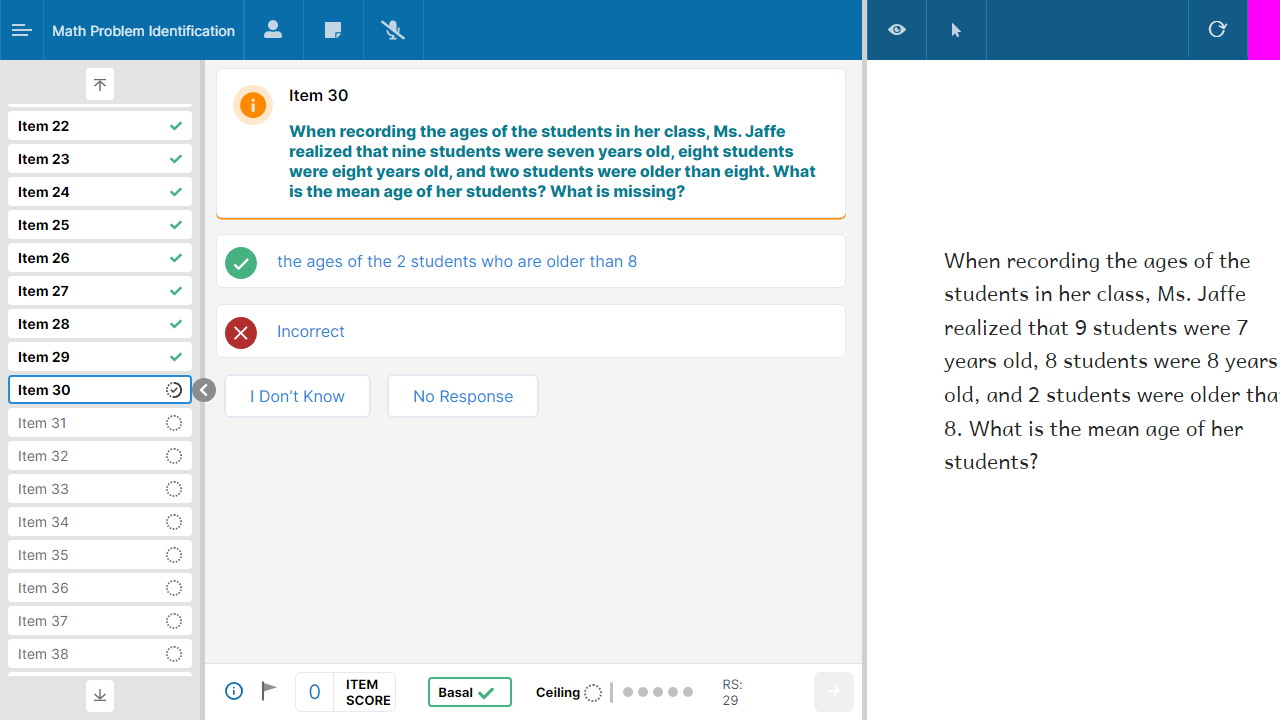 Math Problem Identification
Item 22
Item 23
Item 24
Item 25
Item 26
Item 27
Item 28
Item 29
Item 30
Item 31
Item 32
Item 33
Item 34
Item 35
Item 36
Item 37
Item 38
Item 30
When recording the ages of the students in her class, Ms. Jaffe
realized that nine students were seven years old, eight students
were eight years old, and two students were older than eight. What
is the mean age of her students? What is missing?
the ages of the 2 students who are older than 8
Incorrect
I Don't Know
No Response
0
ITEM
SCORE
Basal
Ceiling
RS:
29
When recording the ages of the
students in her class, Ms. Jaffe
realized that 9 students were 7
years old, 8 students were 8 years
old, and 2 students were older tha
8. What is the mean age of her
students?